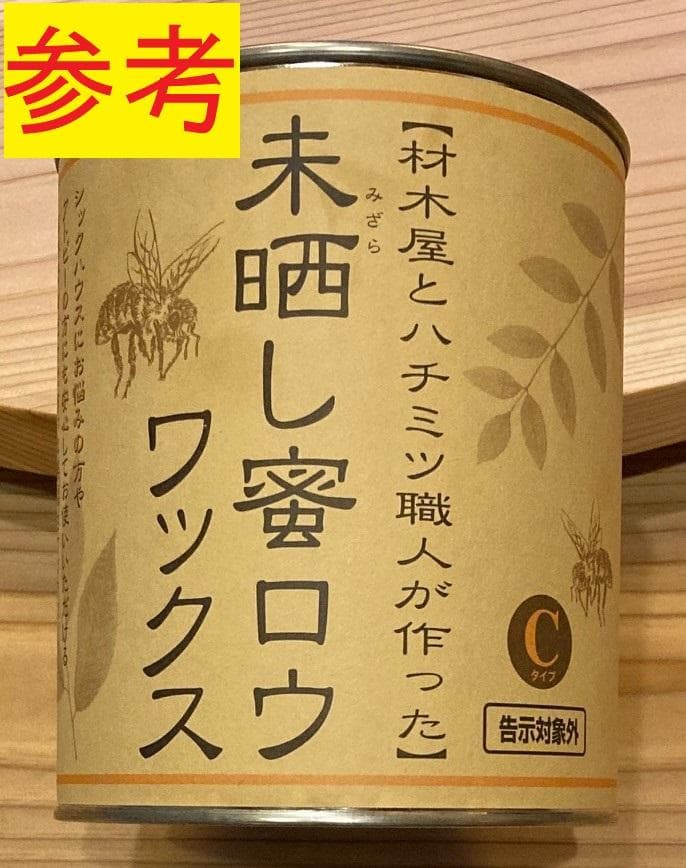 参考
【材木屋とハチミツ職人が作った】
みざら
未晒し蜜ロウ
ワックス
シックハウスにお悩みの方や
アトピーの方にも安心してお使いいただける
C
タイプ
告示対象外